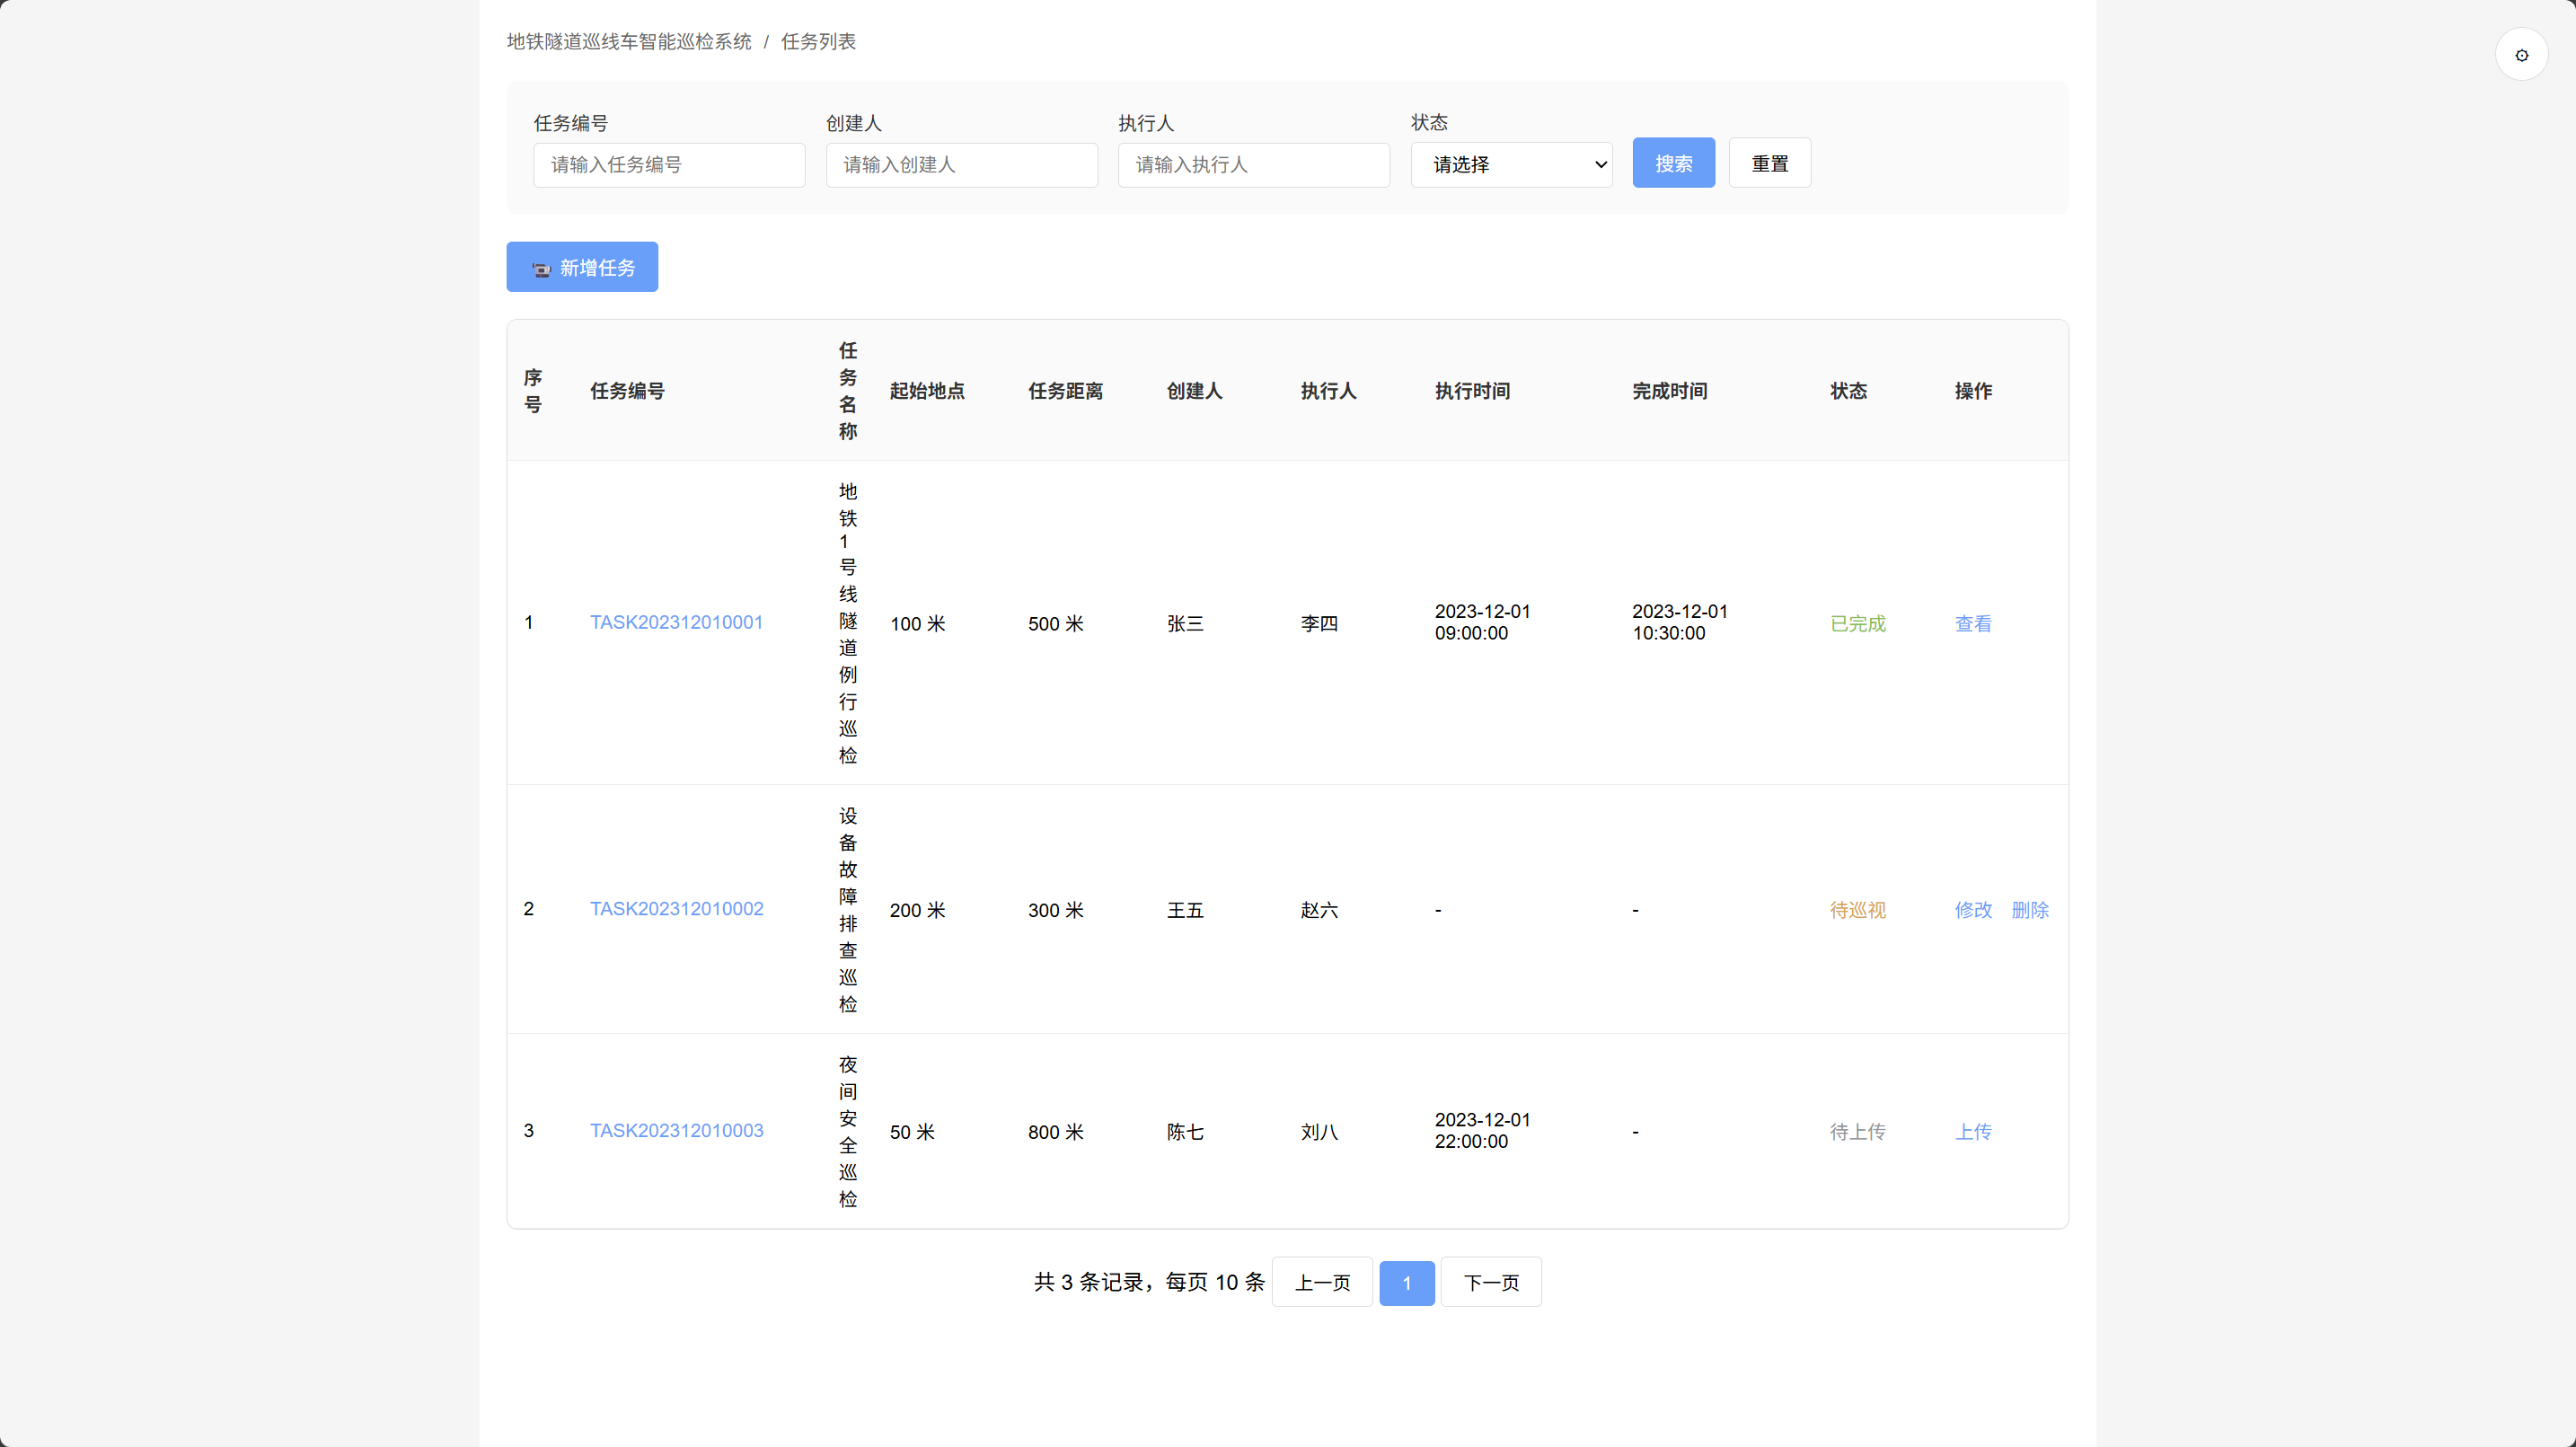 地铁隧道巡线车智能巡检系统 / 任务列表
任务编号 创建人 执行人 状态
请输入任务编号 请输入创建人 请输入执行人 请选择 搜索 重置
新增任务
序号 任务编号 任务名称 起始地点 任务距离 创建人 执行人 执行时间 完成时间 状态 操作
1 TASK202312010001 地铁1号线隧道例行巡检 100 米 500 米 张三 李四 2023-12-01 09:00:00 2023-12-01 10:30:00 已完成 查看
2 TASK202312010002 设备故障排查巡检 200 米 300 米 王五 赵六 - - 待巡视 修改 删除
3 TASK202312010003 夜间安全巡检 50 米 800 米 陈七 刘八 2023-12-01 22:00:00 - 待上传 上传
共 3 条记录，每页 10 条 上一页 1 下一页